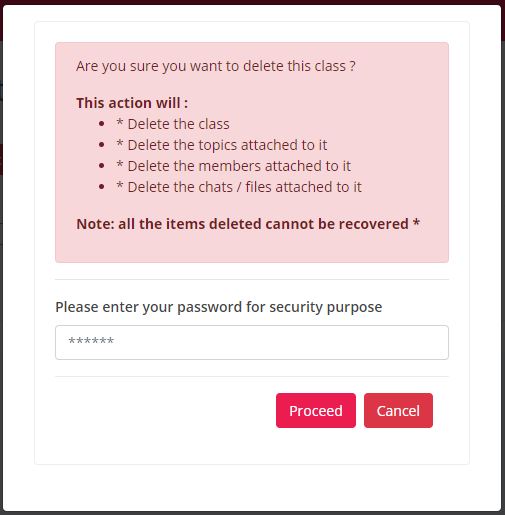 Are you sure you want to delete this class ?
This action will :
* Delete the class
* Delete the topics attached to it
* Delete the members attached to it
* Delete the chats / files attached to it
Note: all the items deleted cannot be recovered *
Please enter your password for security purpose
******
Proceed Cancel